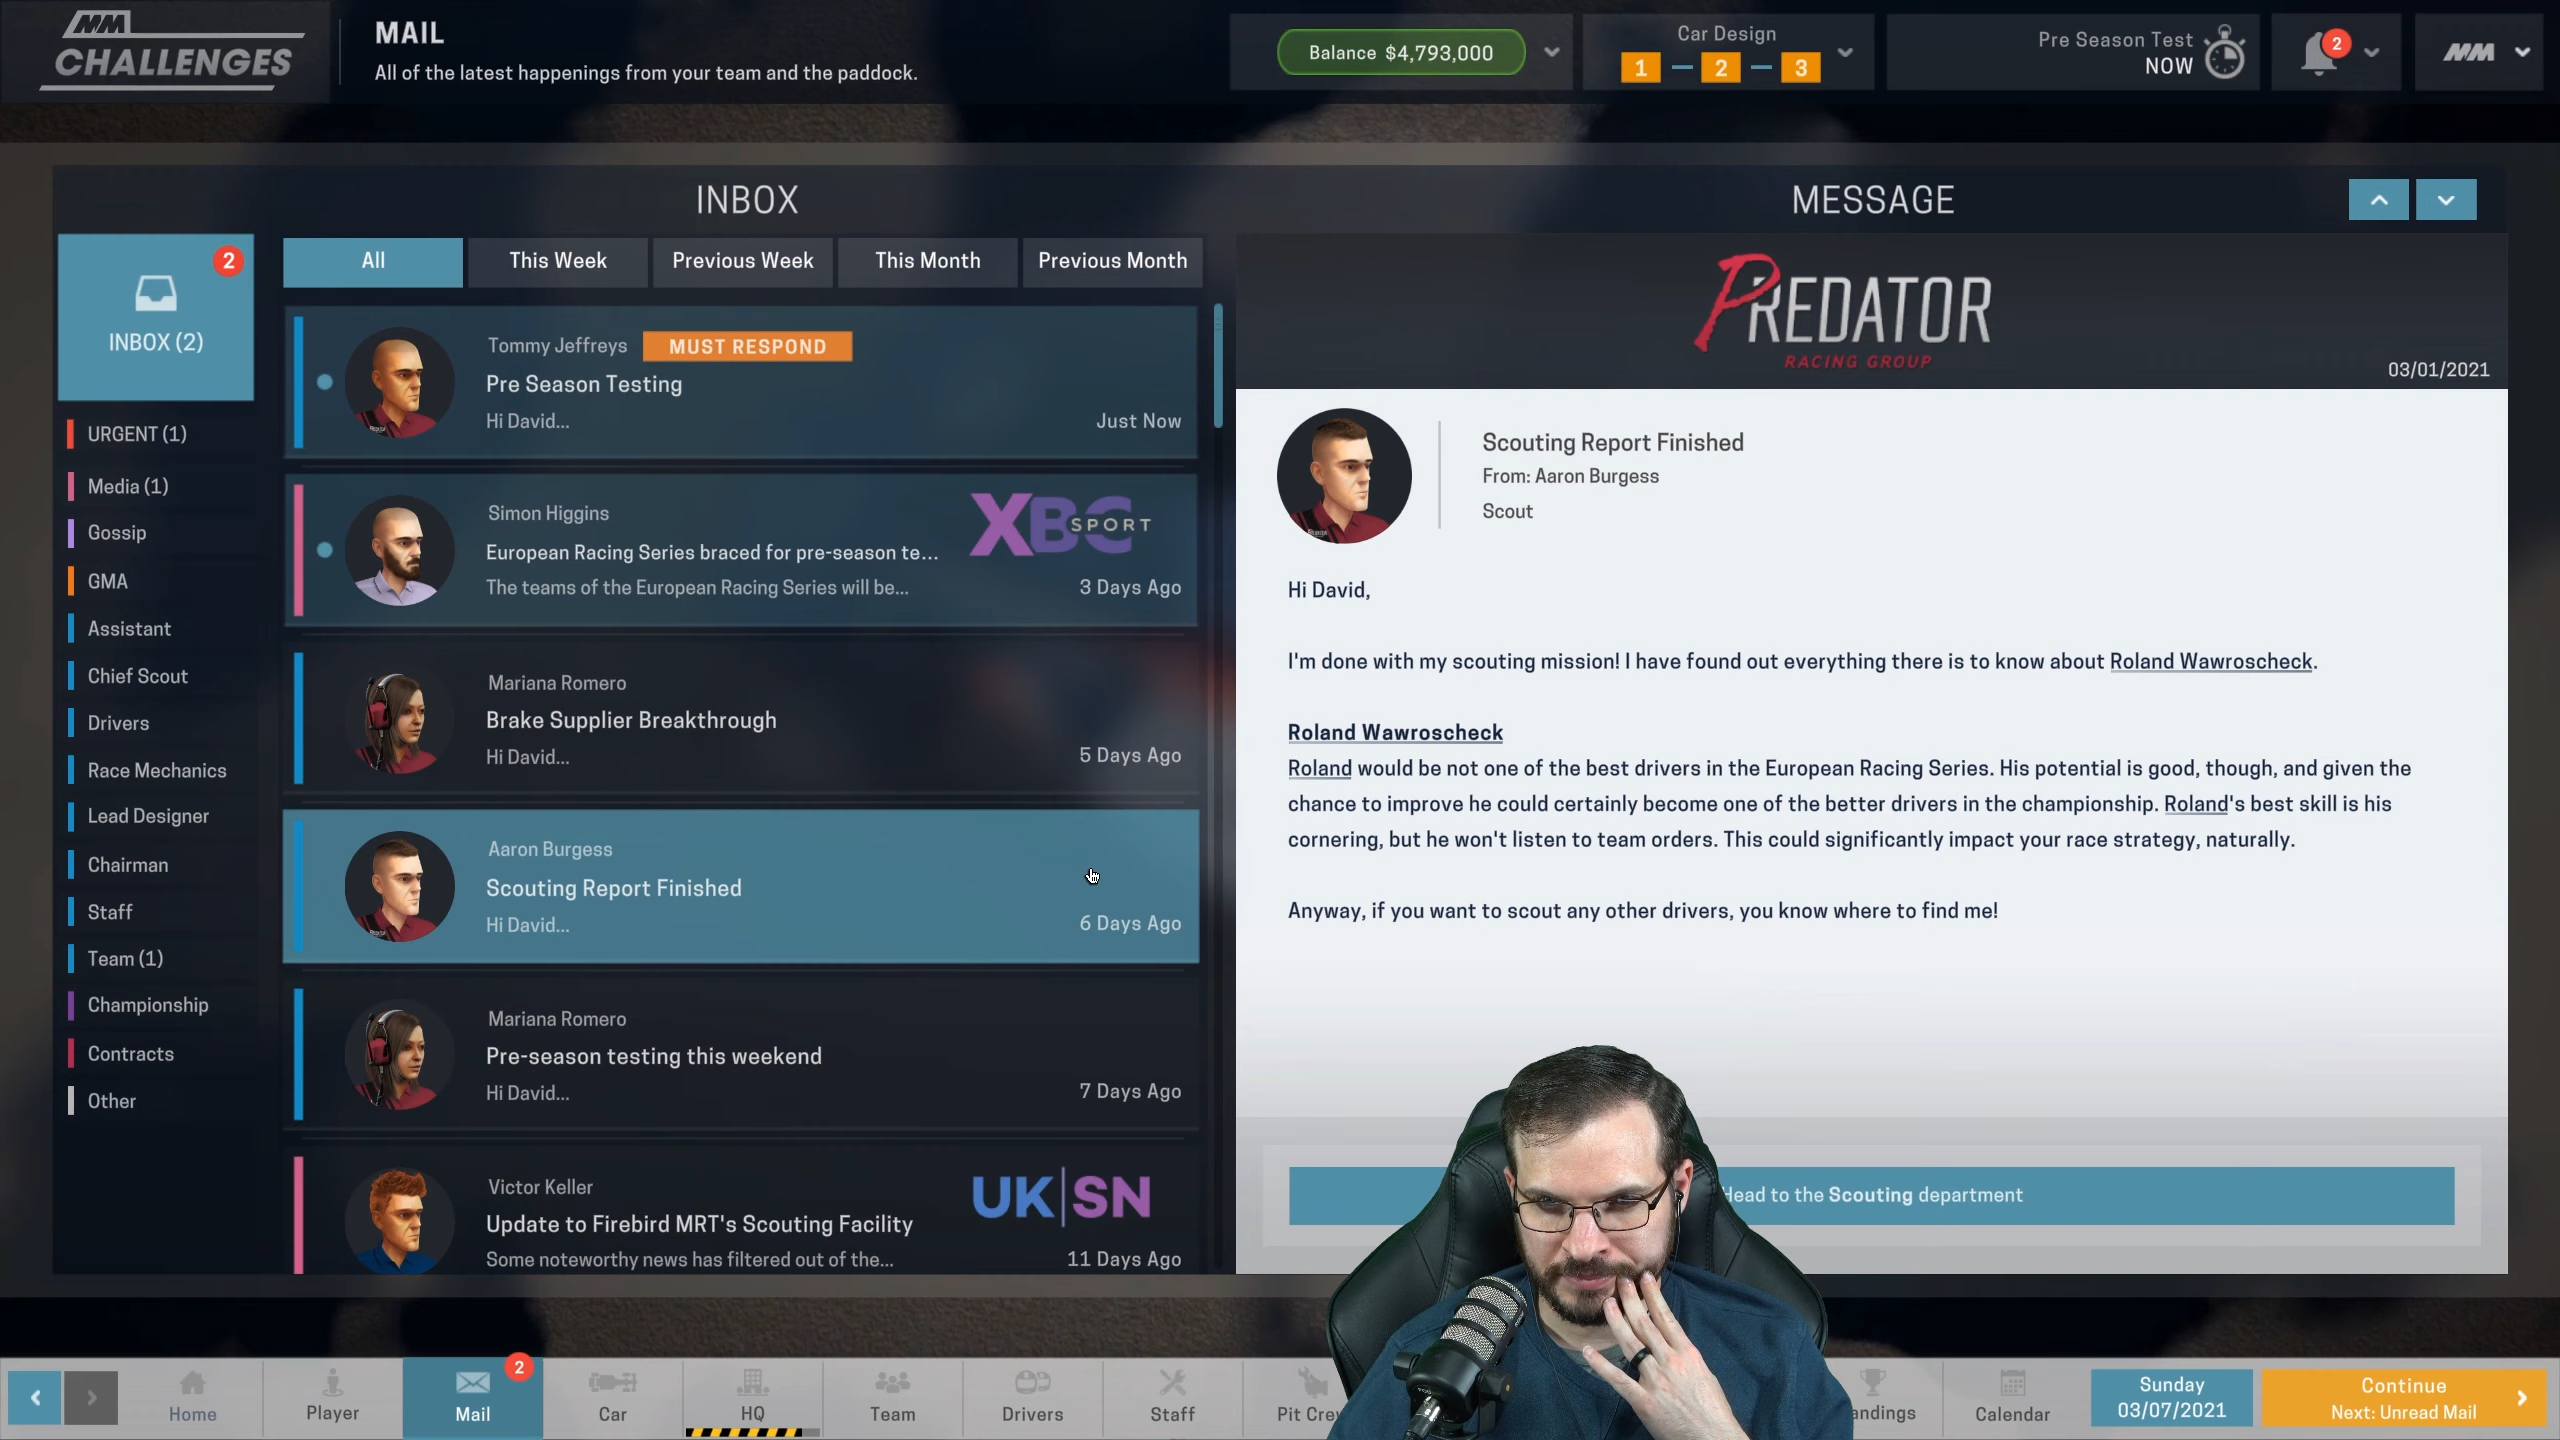 MM
CHALLENGES
MAIL
All of the latest happenings from your team and the paddock.
Balance $4,793,000
Car Design
1 2 3
Pre Season Test
NOW
2
MM
INBOX
MESSAGE
2
INBOX (2)
URGENT (1)
Media (1)
Gossip
GMA
Assistant
Chief Scout
Drivers
Race Mechanics
Lead Designer
Chairman
Staff
Team (1)
Championship
Contracts
Other
All
This Week
Previous Week
This Month
Previous Month
Tommy Jeffreys MUST RESPOND
Pre Season Testing
Hi David...
Just Now
Simon Higgins
XBC SPORT
European Racing Series braced for pre-season te...
The teams of the European Racing Series will be...
3 Days Ago
Mariana Romero
Brake Supplier Breakthrough
Hi David...
5 Days Ago
Aaron Burgess
Scouting Report Finished
Hi David...
6 Days Ago
Mariana Romero
Pre-season testing this weekend
Hi David...
7 Days Ago
Victor Keller
UK|SN
Update to Firebird MRT's Scouting Facility
Some noteworthy news has filtered out of the...
11 Days Ago
PREDATOR
RACING GROUP
03/01/2021
Scouting Report Finished
From: Aaron Burgess
Scout
Hi David,
I'm done with my scouting mission! I have found out everything there is to know about Roland Wawroscheck.
Roland Wawroscheck
Roland would be not one of the best drivers in the European Racing Series. His potential is good, though, and given the
chance to improve he could certainly become one of the better drivers in the championship. Roland's best skill is his
cornering, but he won't listen to team orders. This could significantly impact your race strategy, naturally.
Anyway, if you want to scout any other drivers, you know where to find me!
Head to the Scouting department
Home
Player
Mail
2
Car
HQ
Team
Drivers
Staff
Pit Cre
andings
Calendar
Sunday
03/07/2021
Continue
Next: Unread Mail